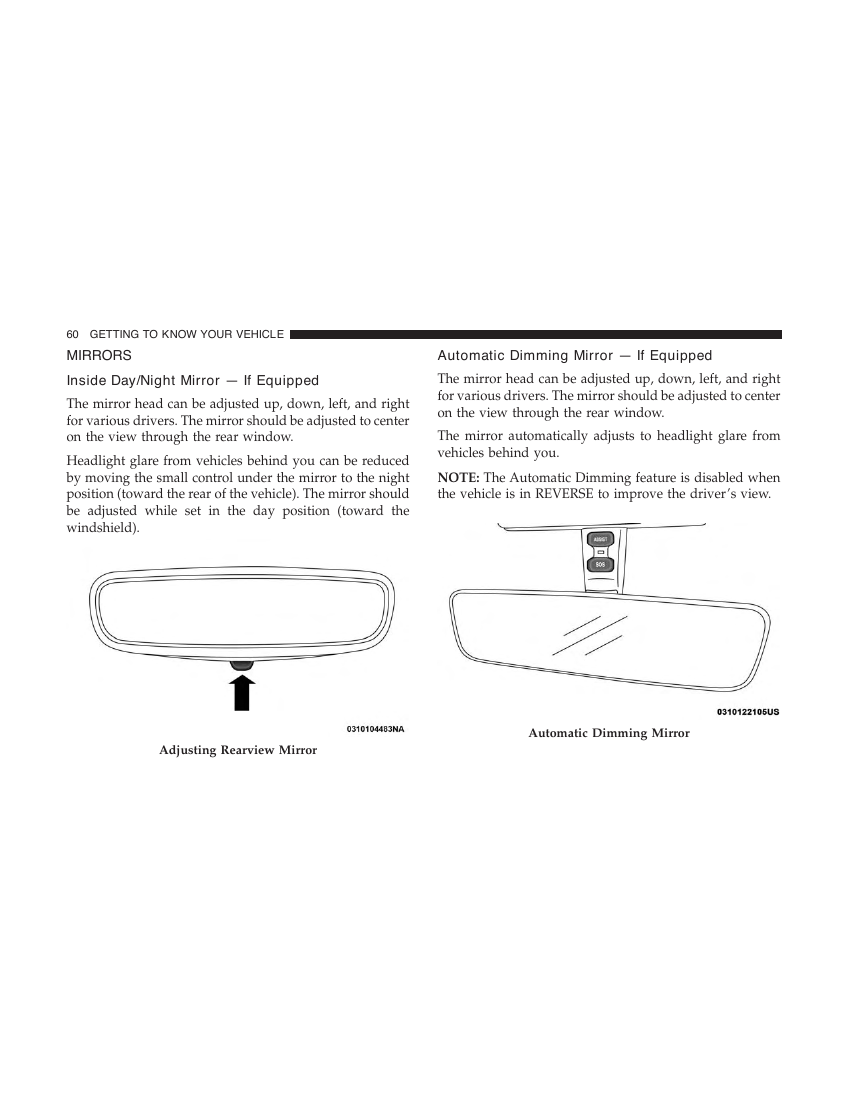 60 GETTING TO KNOW YOUR VEHICLE
MIRRORS
Inside Day/Night Mirror — If Equipped
The mirror head can be adjusted up, down, left, and right
for various drivers. The mirror should be adjusted to center
on the view through the rear window.
Headlight glare from vehicles behind you can be reduced
by moving the small control under the mirror to the night
position (toward the rear of the vehicle). The mirror should
be adjusted while set in the day position (toward the
windshield).
0310104483NA
Adjusting Rearview Mirror
Automatic Dimming Mirror — If Equipped
The mirror head can be adjusted up, down, left, and right
for various drivers. The mirror should be adjusted to center
on the view through the rear window.
The mirror automatically adjusts to headlight glare from
vehicles behind you.
NOTE: The Automatic Dimming feature is disabled when
the vehicle is in REVERSE to improve the driver's view.
ASSIST
SOS
0310122105US
Automatic Dimming Mirror